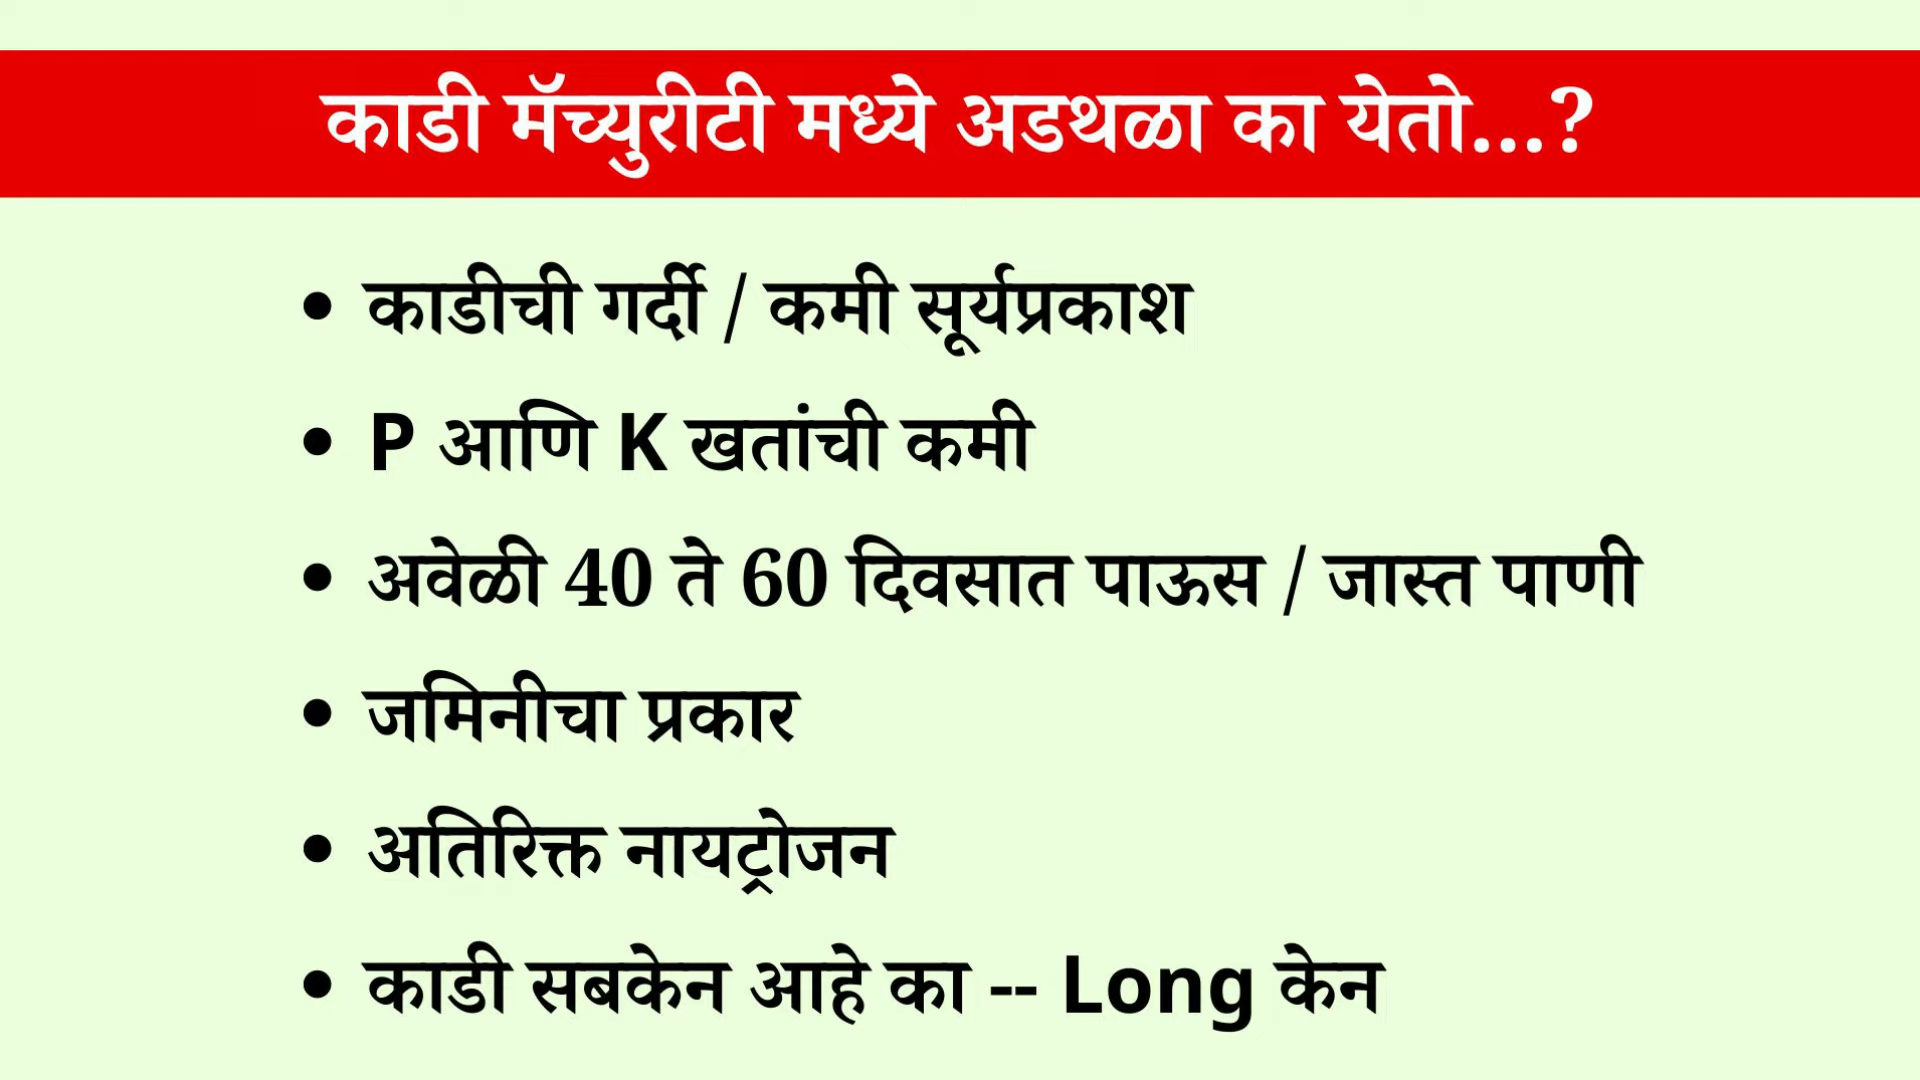 काडी मॅच्युरीटी मध्ये अडथळा का येतो...?
• काडीची गर्दी / कमी सूर्यप्रकाश
• P आणि K खतांची कमी
• अवेळी 40 ते 60 दिवसात पाऊस / जास्त पाणी
• जमिनीचा प्रकार
• अतिरिक्त नायट्रोजन
• काडी सबकेन आहे का -- Long केन